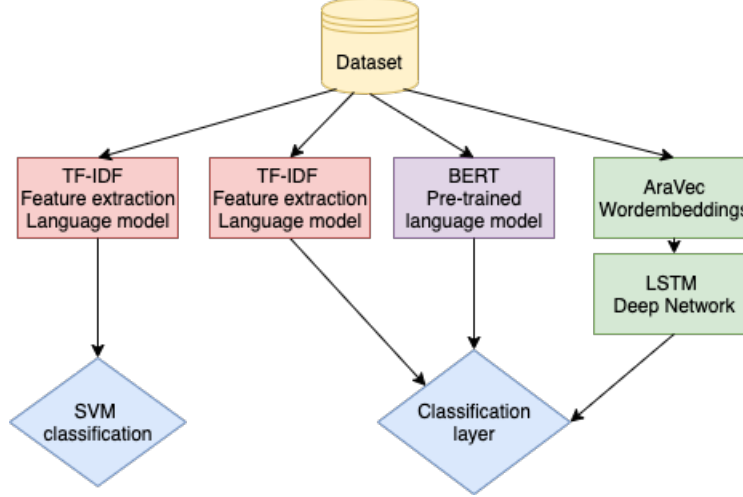 Dataset
TF-IDF
Feature extraction
Language model
TF-IDF
Feature extraction
Language model
BERT
Pre-trained
language model
AraVec
Wordembeddings
LSTM
Deep Network
SVM
classification
Classification
layer